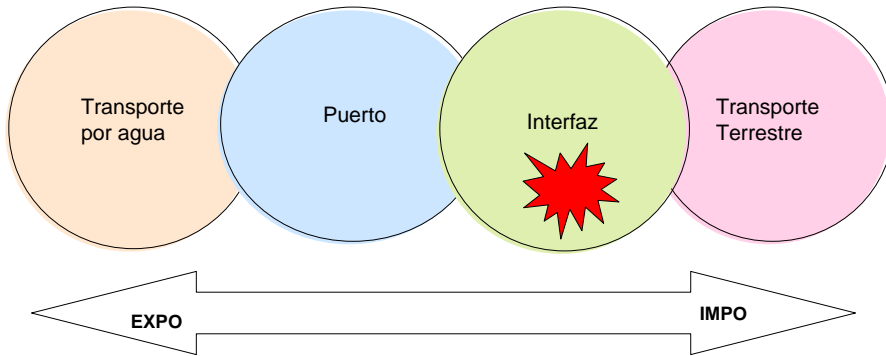 Transporte
por agua
Puerto
Interfaz
Transporte
Terrestre
EXPO
IMPO